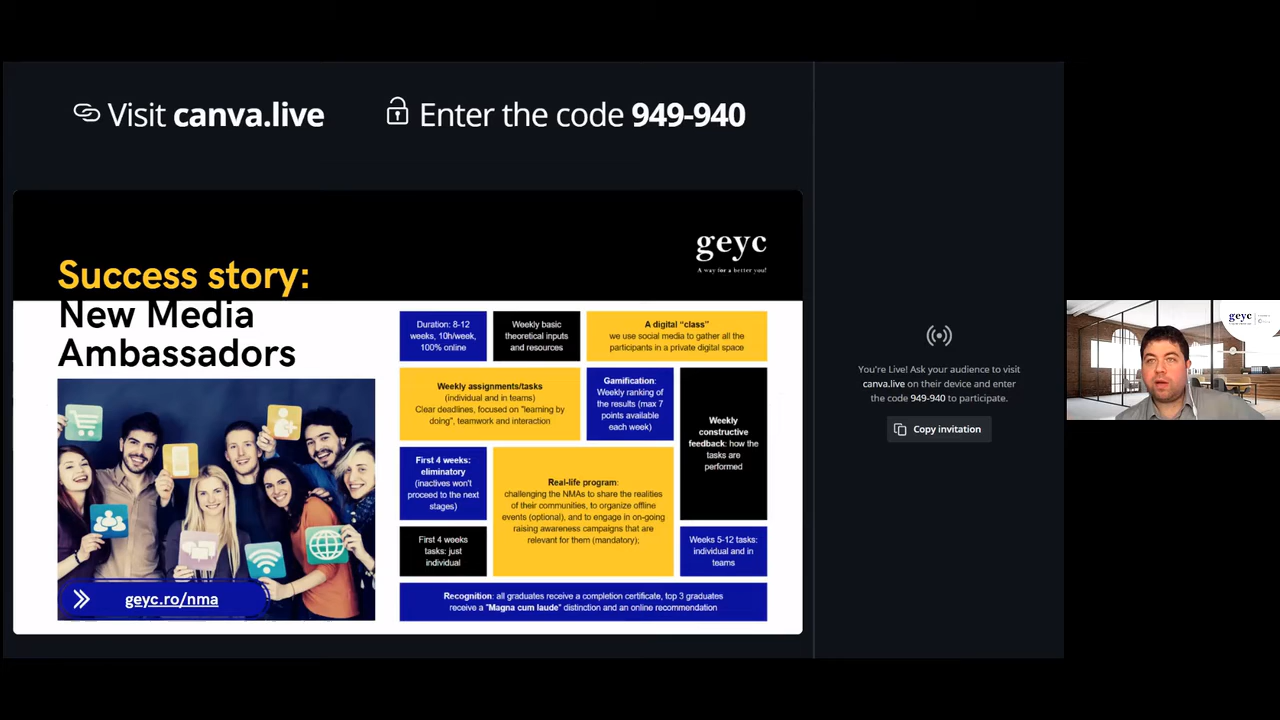 Visit canva.live
Enter the code 949-940
geyc
A way for a better you!
Success story:
New Media
Ambassadors
geyc.ro/nma
Duration: 8-12
weeks, 10h/week,
100% online
Weekly basic
theoretical inputs
and resources
A digital “class”
we use social media to gather all the
participants in a private digital space
Weekly assignments/tasks
(individual and in teams)
Clear deadlines, focused on "learning by
doing", teamwork and interaction
Gamification:
Weekly ranking of
the results (max 7
points available
each week)
Weekly
constructive
feedback: how the
tasks are
performed
First 4 weeks:
eliminatory
(inactives won't
proceed to the next
stages)
Real-life program:
challenging the NMAs to share the realities
of their communities, to organize offline
events (optional), and to engage in on-going
raising awareness campaigns that are
relevant for them (mandatory);
First 4 weeks
tasks: just
individual
Weeks 5-12 tasks:
individual and in
teams
Recognition: all graduates receive a completion certificate, top 3 graduates
receive a "Magna cum laude" distinction and an online recommendation
You're Live! Ask your audience to visit
canva.live on their device and enter
the code 949-940 to participate.
Copy invitation
geyc